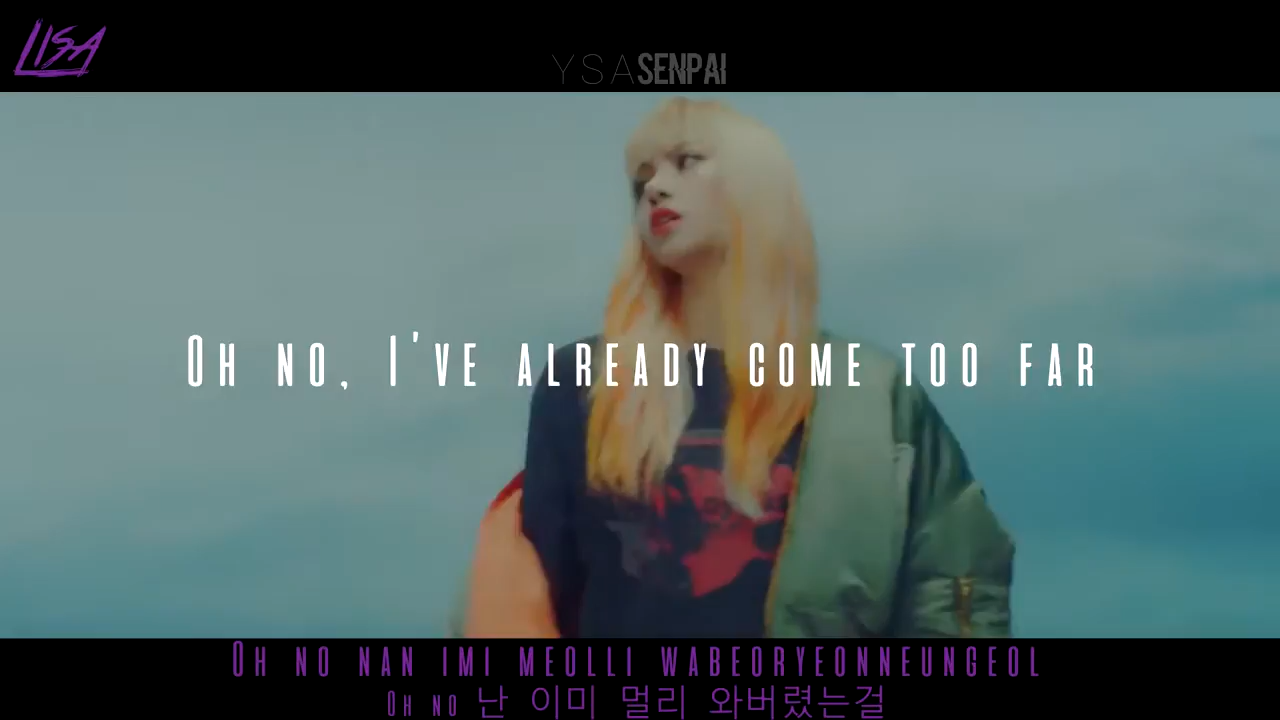 LISA
YSASENPAI
Oh no, I've already come too far
Oh no nan imi meolli wabeoryeonneungeol
Oh no 난 이미 멀리 와버렸는걸